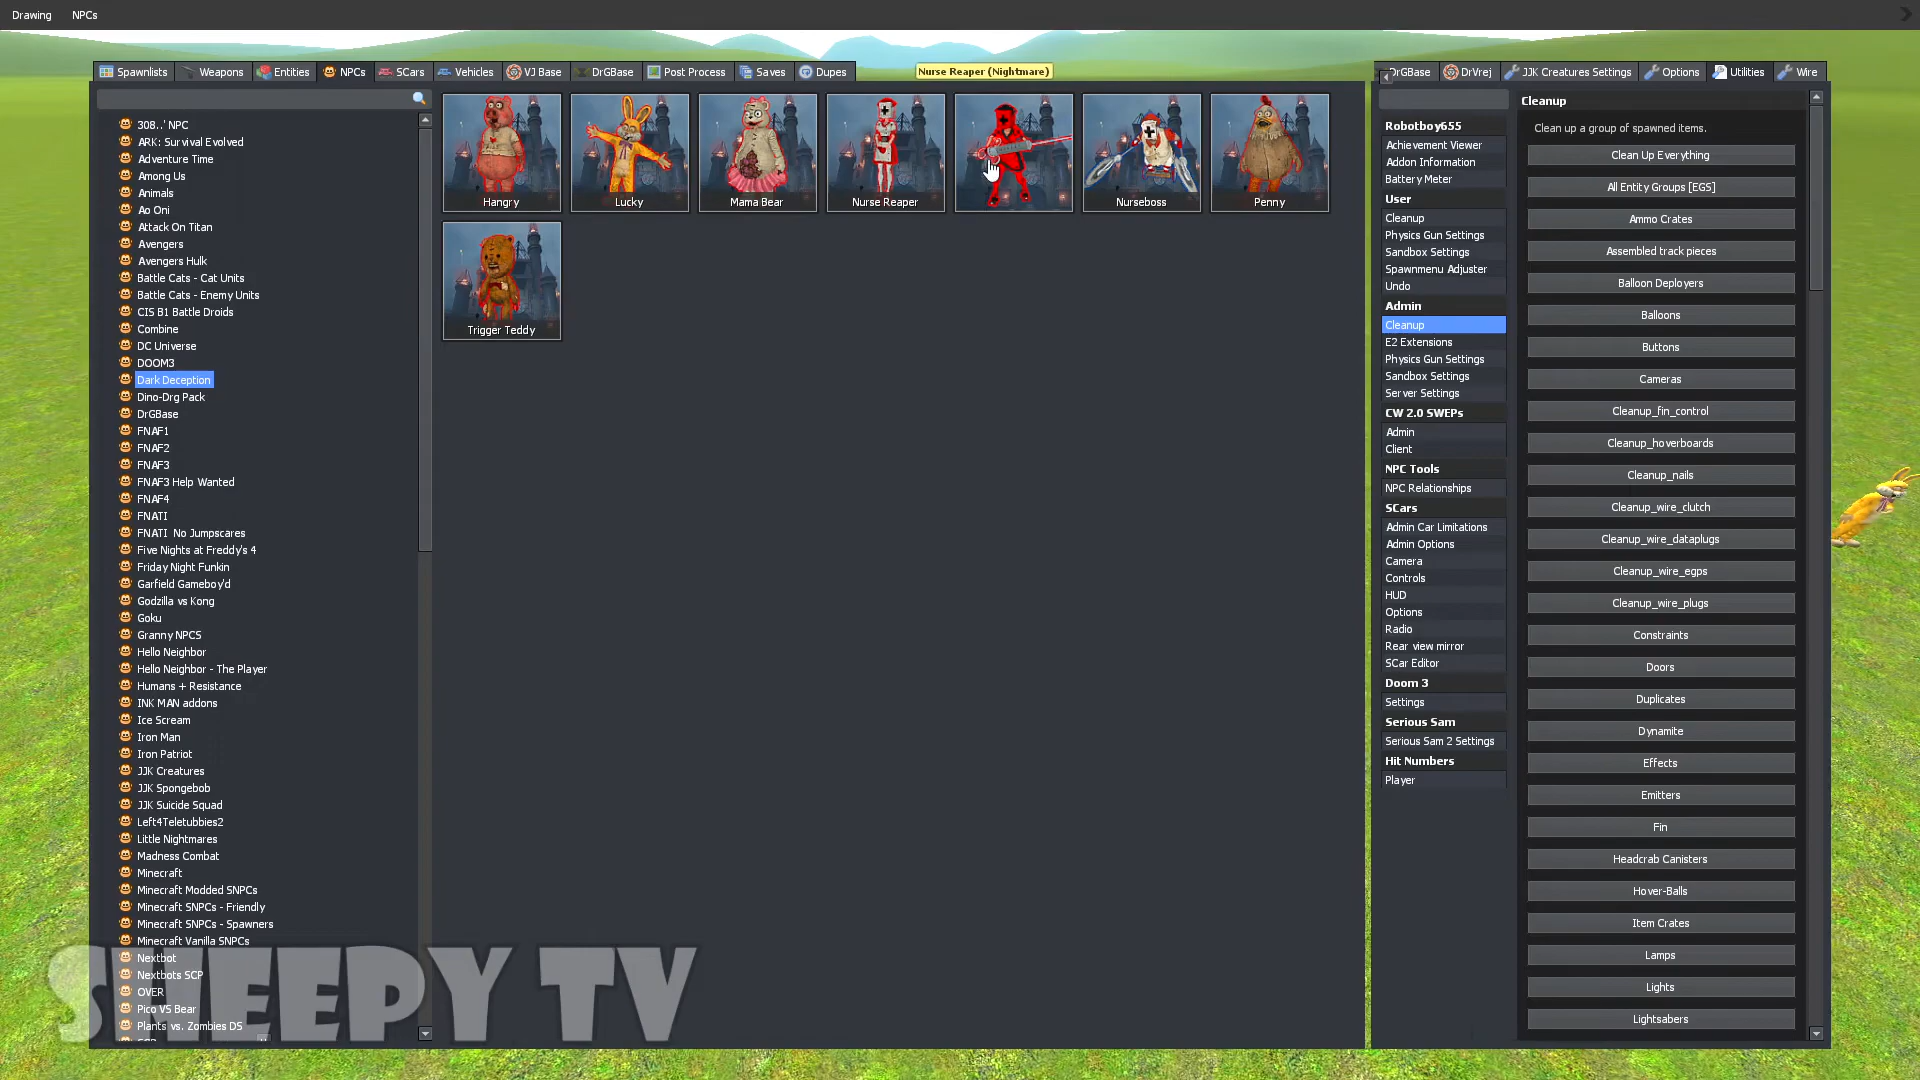 Drawing NPCs
Spawnlists Weapons Entities NPCs SCars Vehicles VJ Base DrGBase Post Process Saves Dupes
Nurse Reaper (Nightmare)
DrGBase DrVrej JJK Creatures Settings Options Utilities Wire
308..' NPC
ARK: Survival Evolved
Adventure Time
Among Us
Animals
Ao Oni
Attack On Titan
Avengers
Avengers Hulk
Battle Cats - Cat Units
Battle Cats - Enemy Units
CIS B1 Battle Droids
Combine
DC Universe
DOOM3
Dark Deception
Dino-Drg Pack
DrGBase
FNAF1
FNAF2
FNAF3
FNAF3 Help Wanted
FNAF4
FNATI
FNATI No Jumpscares
Five Nights at Freddy's 4
Friday Night Funkin
Garfield Gameboy'd
Godzilla vs Kong
Goku
Granny NPCS
Hello Neighbor
Hello Neighbor - The Player
Humans + Resistance
INK MAN addons
Ice Scream
Iron Man
Iron Patriot
JJK Creatures
JJK Spongebob
JJK Suicide Squad
Left4Teletubbies2
Little Nightmares
Madness Combat
Minecraft
Minecraft Modded SNPCs
Minecraft SNPCs - Friendly
Minecraft SNPCs - Spawners
Minecraft Vanilla SNPCs
Nextbot
Nextbots SCP
OVER
Pico VS Bear
Plants vs. Zombies DS
Hangry
Lucky
Mama Bear
Nurse Reaper
Nurseboss
Penny
Trigger Teddy
Robotboy655
Achievement Viewer
Addon Information
Battery Meter
User
Cleanup
Physics Gun Settings
Sandbox Settings
Spawnmenu Adjuster
Undo
Admin
Cleanup
E2 Extensions
Physics Gun Settings
Sandbox Settings
Server Settings
CW 2.0 SWEPs
Admin
Client
NPC Tools
NPC Relationships
SCars
Admin Car Limitations
Admin Options
Camera
Controls
HUD
Options
Radio
Rear view mirror
SCar Editor
Doom 3
Settings
Serious Sam
Serious Sam 2 Settings
Hit Numbers
Player
Cleanup
Clean up a group of spawned items.
Clean Up Everything
All Entity Groups [EGS]
Ammo Crates
Assembled track pieces
Balloon Deployers
Balloons
Buttons
Cameras
Cleanup_fin_control
Cleanup_hoverboards
Cleanup_nails
Cleanup_wire_clutch
Cleanup_wire_dataplugs
Cleanup_wire_egps
Cleanup_wire_plugs
Constraints
Doors
Duplicates
Dynamite
Effects
Emitters
Fin
Headcrab Canisters
Hover-Balls
Item Crates
Lamps
Lights
Lightsabers
SHEEPY TV